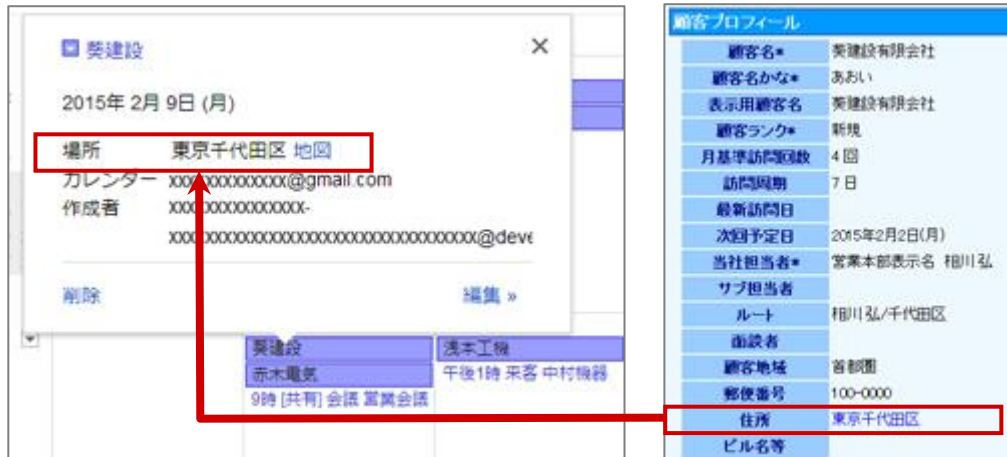 葵建設
×
2015年 2月 9日 (月)
場所 東京千代田区 地図
カレンダー xxxxxxxxxxxxx@gmail.com
作成者 xxxxxxxxxxxxxxx-
xxxxxxxxxxxxxxxxxxxxxxxxxxxxxxxxxx@deve
削除 編集 »
葵建設 浅本工機
赤木電気 午後1時 来客 中村機器
9時 [共有] 会議 営業会議
顧客プロフィール
顧客名* 葵建設有限会社
顧客名かな* あおい
表示用顧客名 葵建設有限会社
顧客ランク* 新規
月基準訪問回数 4 回
訪問周期 7 日
最新訪問日
次回予定日 2015年2月2日(月)
当社担当者* 営業本部表示名 相川 弘
サブ担当者
ルート 相川 弘/千代田区
面談者
顧客地域 首都圏
郵便番号 100-0000
住所 東京千代田区
ビル名等